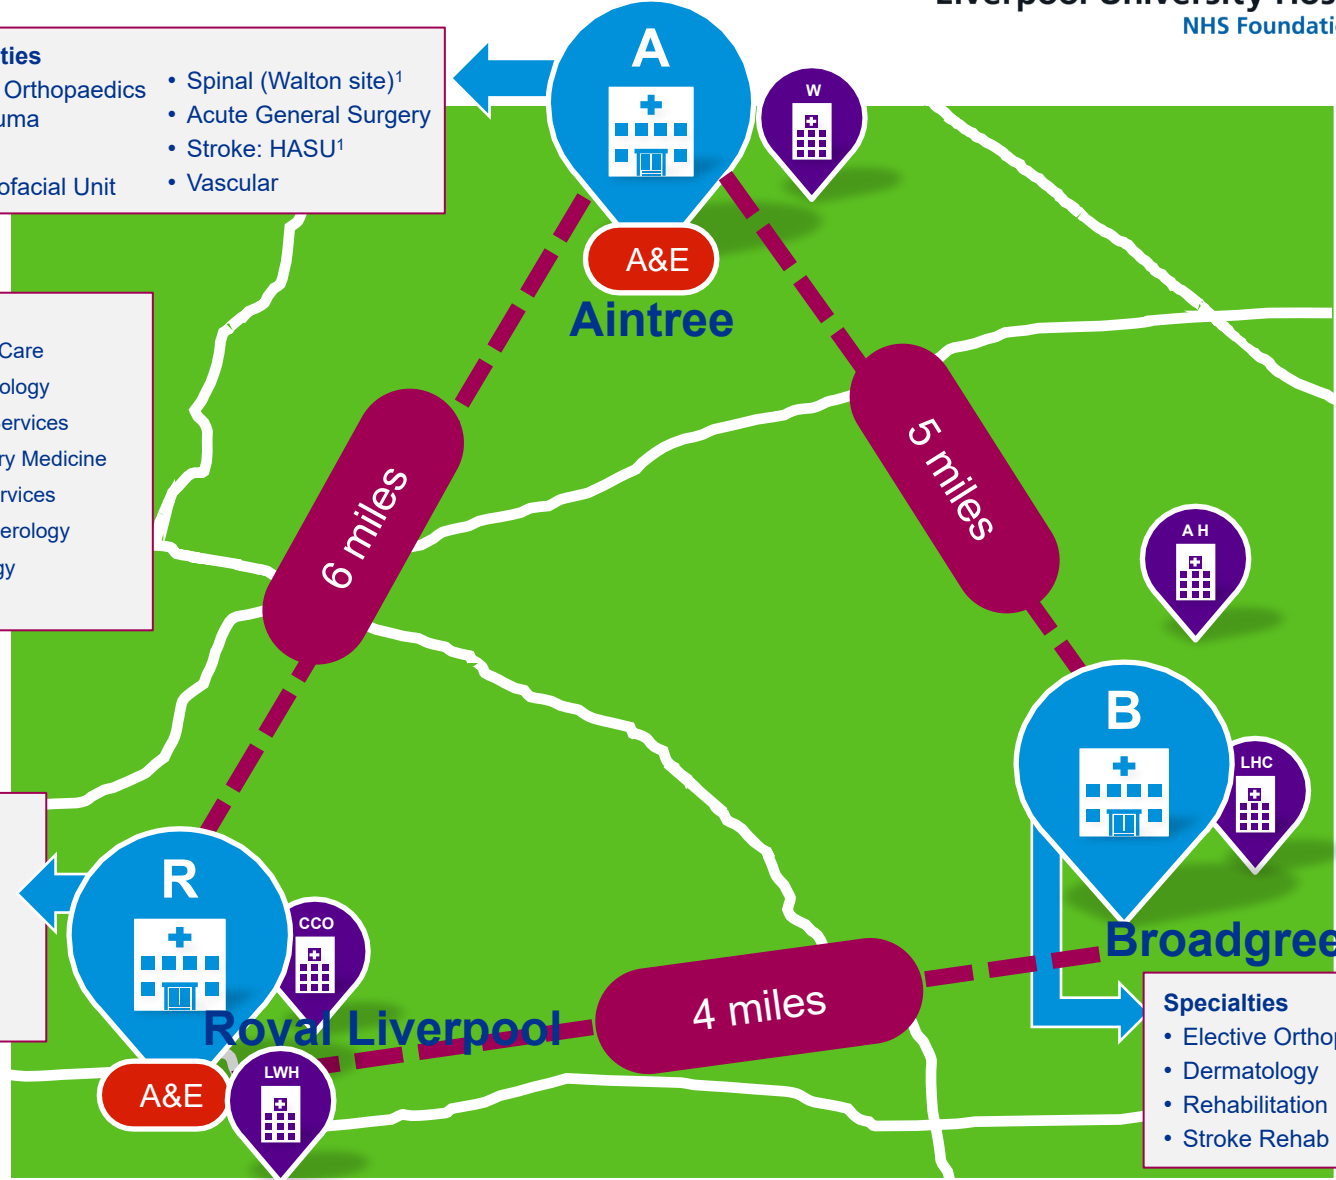 NHS Foundati
ties
Orthopaedics
uma
ofacial Unit
• Spinal (Walton site)¹
• Acute General Surgery
• Stroke: HASU¹
• Vascular
A
W
A&E
Aintree
Care
ology
ervices
ry Medicine
rvices
erology
gy
6 miles
5 miles
A H
B
LHC
Broadgree
R
CCO
Royal Liverpool
4 miles
A&E
LWH
Specialties
• Elective Orthop
• Dermatology
• Rehabilitation
• Stroke Rehab